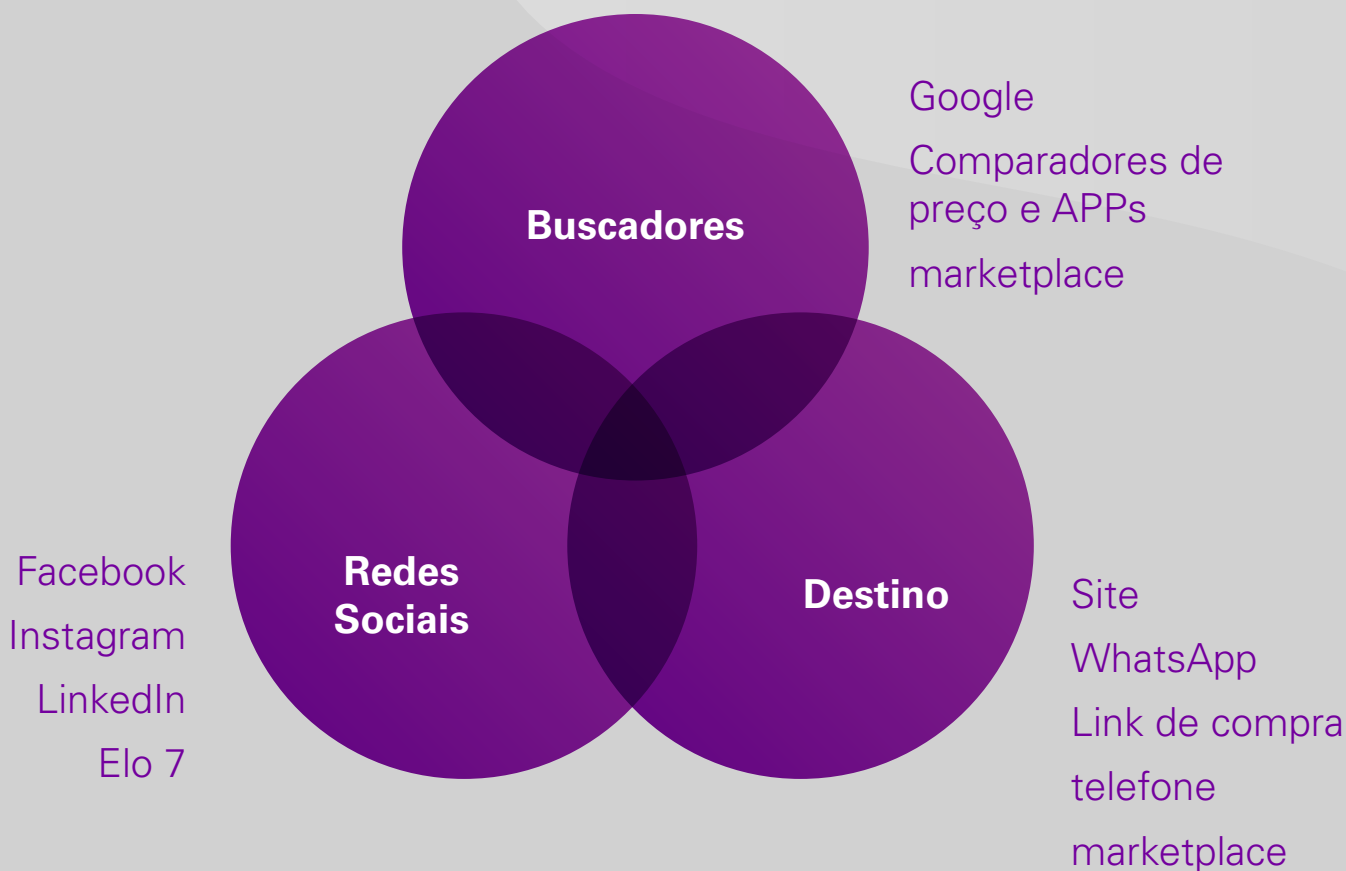 Buscadores
Google
Comparadores de
preço e APPs
marketplace
Redes
Sociais
Facebook
Instagram
LinkedIn
Elo 7
Destino
Site
WhatsApp
Link de compra
telefone
marketplace